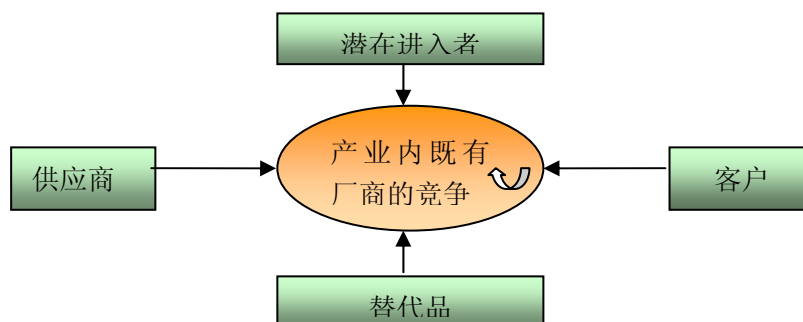 潜在进入者
产业内既有
厂商的竞争
供应商
客户
替代品